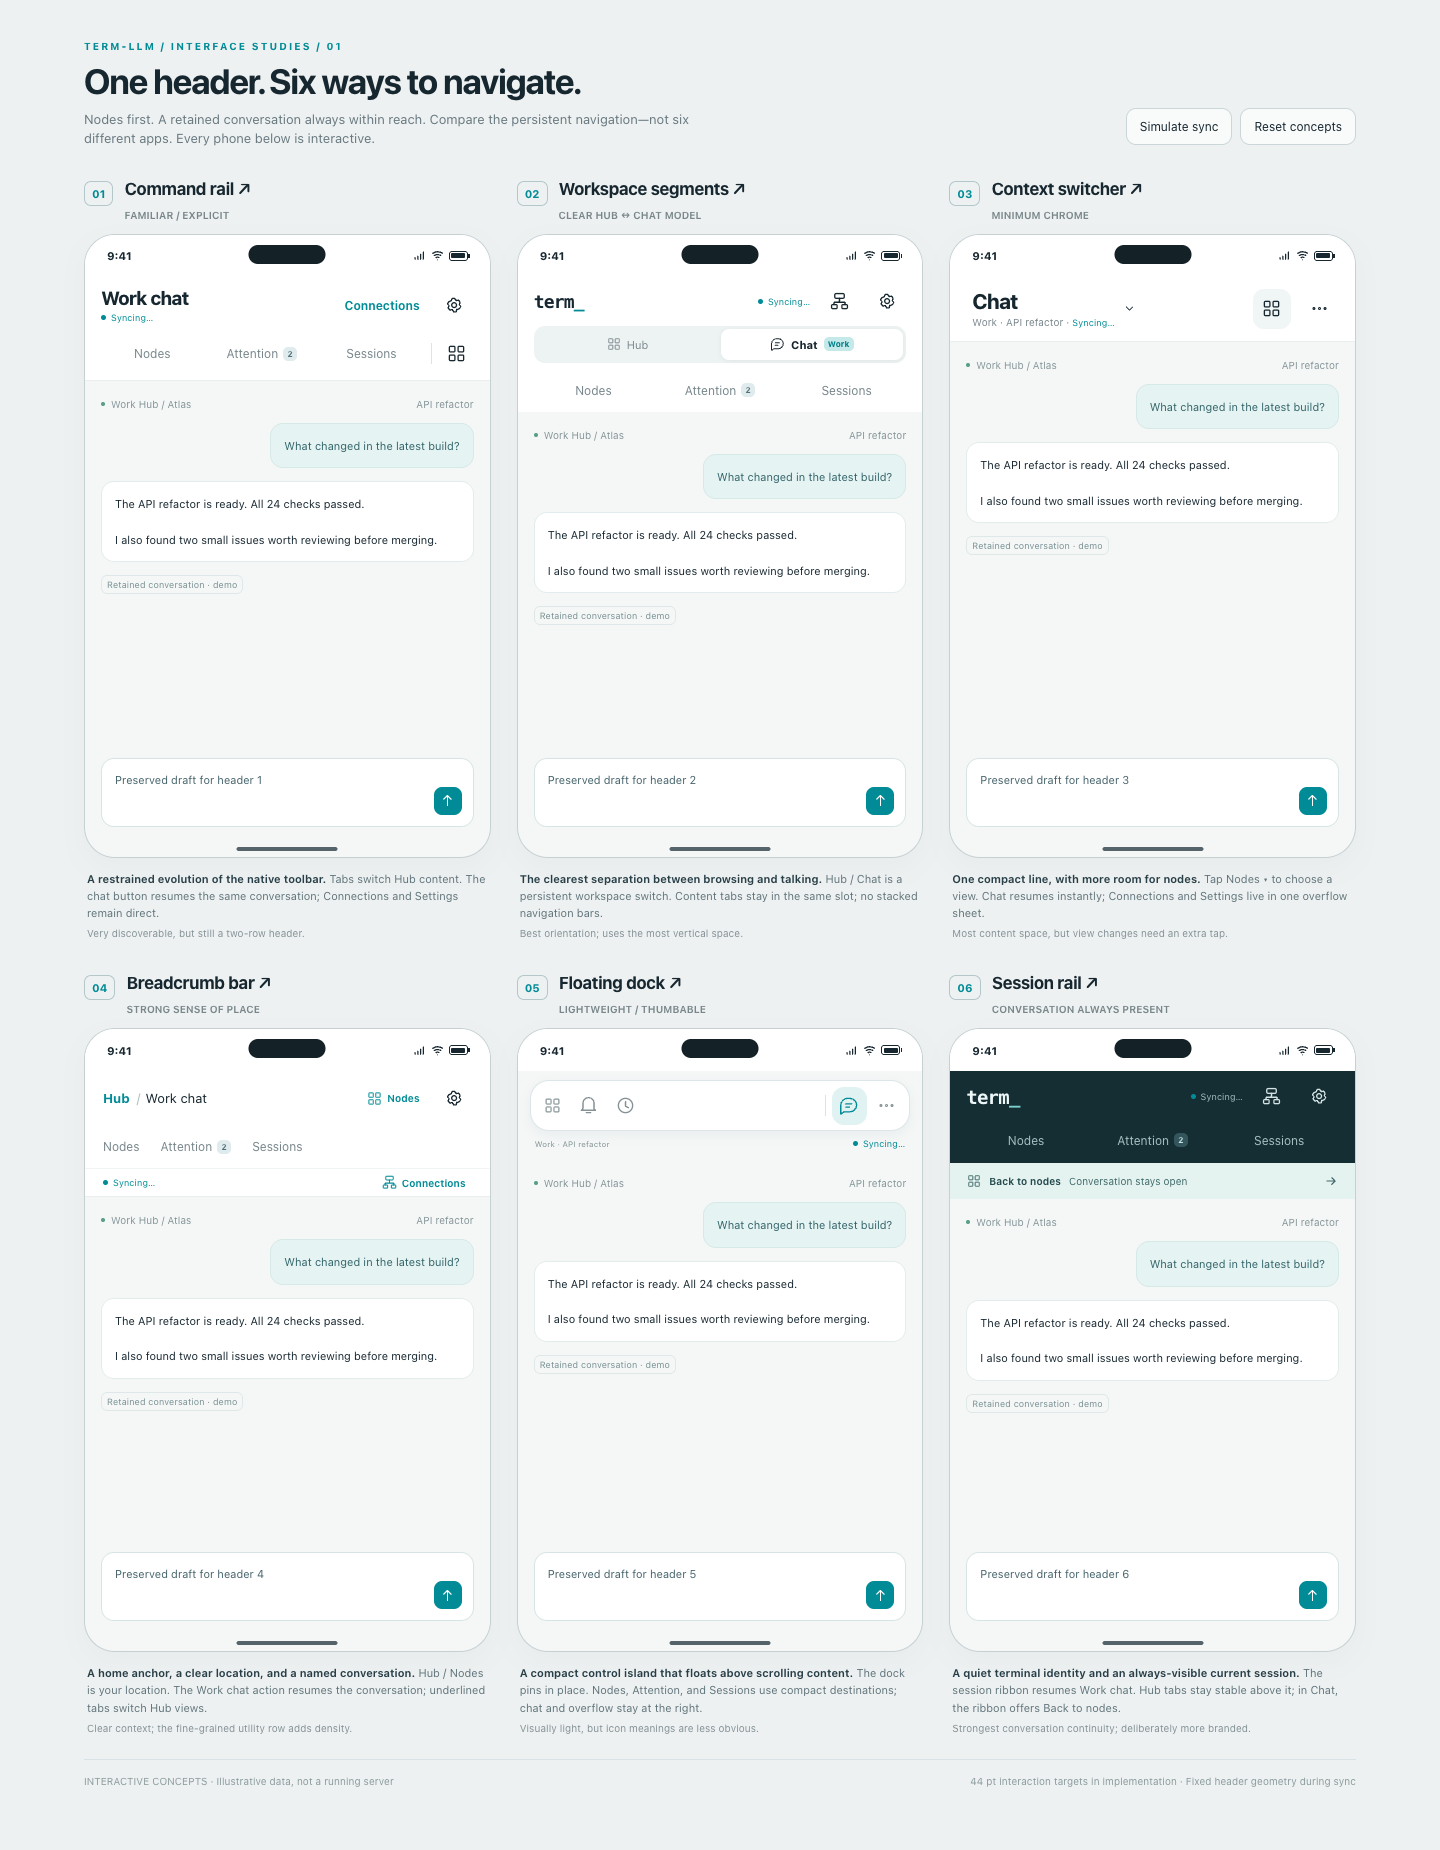 TERM-LLM / INTERFACE STUDIES / 01
One header. Six ways to navigate.
Nodes first. A retained conversation always within reach. Compare the persistent navigation—not six
different apps. Every phone below is interactive.
Simulate sync
Reset concepts
01
Command rail ↗
FAMILIAR / EXPLICIT
9:41
Work chat
Syncing...
Connections
Nodes
Attention 2
Sessions
Work Hub / Atlas
API refactor
What changed in the latest build?
The API refactor is ready. All 24 checks passed.
I also found two small issues worth reviewing before merging.
Retained conversation · demo
Preserved draft for header 1
A restrained evolution of the native toolbar. Tabs switch Hub content. The
chat button resumes the same conversation; Connections and Settings
remain direct.
Very discoverable, but still a two-row header.
02
Workspace segments ↗
CLEAR HUB ↔ CHAT MODEL
9:41
term_
Syncing...
Hub
Chat Work
Nodes
Attention 2
Sessions
Work Hub / Atlas
API refactor
What changed in the latest build?
The API refactor is ready. All 24 checks passed.
I also found two small issues worth reviewing before merging.
Retained conversation · demo
Preserved draft for header 2
The clearest separation between browsing and talking. Hub / Chat is a
persistent workspace switch. Content tabs stay in the same slot; no stacked
navigation bars.
Best orientation; uses the most vertical space.
03
Context switcher ↗
MINIMUM CHROME
9:41
Chat
Work · API refactor · Syncing...
Work Hub / Atlas
API refactor
What changed in the latest build?
The API refactor is ready. All 24 checks passed.
I also found two small issues worth reviewing before merging.
Retained conversation · demo
Preserved draft for header 3
One compact line, with more room for nodes. Tap Nodes ▾ to choose a
view. Chat resumes instantly; Connections and Settings live in one overflow
sheet.
Most content space, but view changes need an extra tap.
04
Breadcrumb bar ↗
STRONG SENSE OF PLACE
9:41
Hub / Work chat
Nodes
Nodes
Attention 2
Sessions
Syncing...
Connections
Work Hub / Atlas
API refactor
What changed in the latest build?
The API refactor is ready. All 24 checks passed.
I also found two small issues worth reviewing before merging.
Retained conversation · demo
Preserved draft for header 4
A home anchor, a clear location, and a named conversation. Hub / Nodes
is your location. The Work chat action resumes the conversation; underlined
tabs switch Hub views.
Clear context; the fine-grained utility row adds density.
05
Floating dock ↗
LIGHTWEIGHT / THUMBABLE
9:41
Work · API refactor
Syncing...
Work Hub / Atlas
API refactor
What changed in the latest build?
The API refactor is ready. All 24 checks passed.
I also found two small issues worth reviewing before merging.
Retained conversation · demo
Preserved draft for header 5
A compact control island that floats above scrolling content. The dock
pins in place. Nodes, Attention, and Sessions use compact destinations;
chat and overflow stay at the right.
Visually light, but icon meanings are less obvious.
06
Session rail ↗
CONVERSATION ALWAYS PRESENT
9:41
term_
Syncing...
Nodes
Attention 2
Sessions
Back to nodes Conversation stays open →
Work Hub / Atlas
API refactor
What changed in the latest build?
The API refactor is ready. All 24 checks passed.
I also found two small issues worth reviewing before merging.
Retained conversation · demo
Preserved draft for header 6
A quiet terminal identity and an always-visible current session. The
session ribbon resumes Work chat. Hub tabs stay stable above it; in Chat,
the ribbon offers Back to nodes.
Strongest conversation continuity; deliberately more branded.
INTERACTIVE CONCEPTS · Illustrative data, not a running server
44 pt interaction targets in implementation · Fixed header geometry during sync